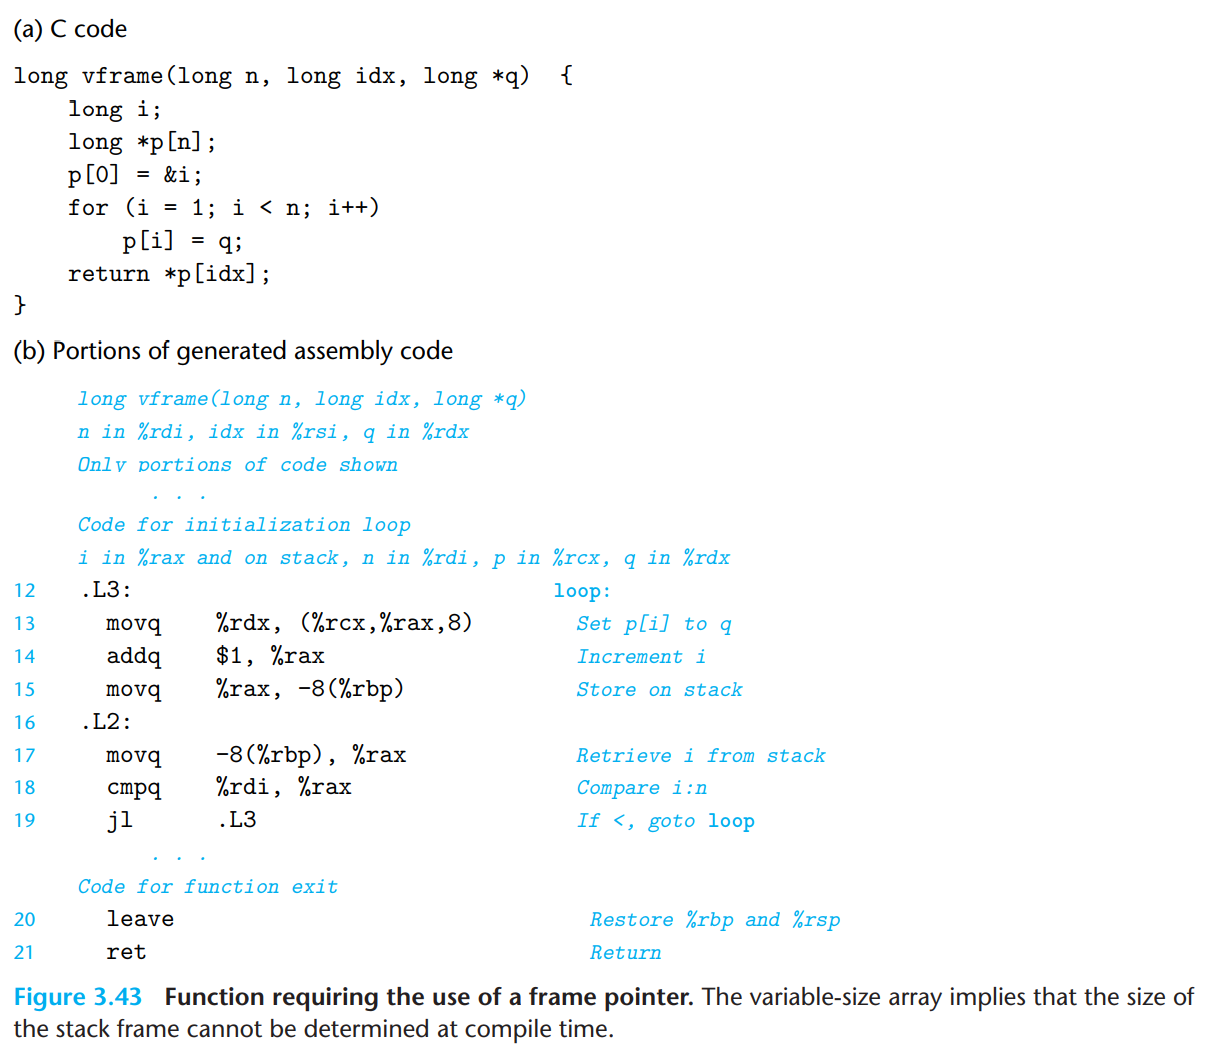 (a) C code
long vframe(long n, long idx, long *q)  {
    long i;
    long *p[n];
    p[0] = &i;
    for (i = 1; i < n; i++)
        p[i] = q;
    return *p[idx];
}
(b) Portions of generated assembly code
long vframe(long n, long idx, long *q)
n in %rdi, idx in %rsi, q in %rdx
Only portions of code shown
. . .
Code for initialization loop
i in %rax and on stack, n in %rdi, p in %rcx, q in %rdx
12 .L3: loop:
13 movq %rdx, (%rcx,%rax,8) Set p[i] to q
14 addq $1, %rax Increment i
15 movq %rax, -8(%rbp) Store on stack
16 .L2:
17 movq -8(%rbp), %rax Retrieve i from stack
18 cmpq %rdi, %rax Compare i:n
19 jl .L3 If <, goto loop
. . .
Code for function exit
20 leave Restore %rbp and %rsp
21 ret Return
Figure 3.43 Function requiring the use of a frame pointer. The variable-size array implies that the size of
the stack frame cannot be determined at compile time.